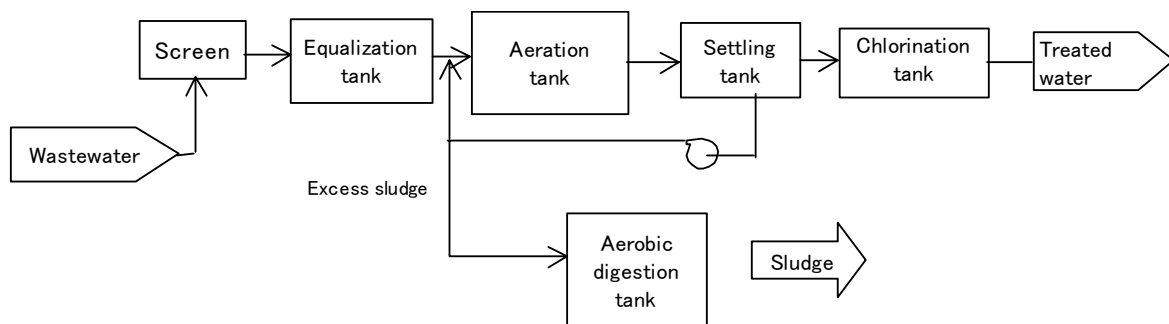 Screen
Equalization
tank
Aeration
tank
Settling
tank
Chlorination
tank
Treated
water
Wastewater
Excess sludge
Aerobic
digestion
tank
Sludge